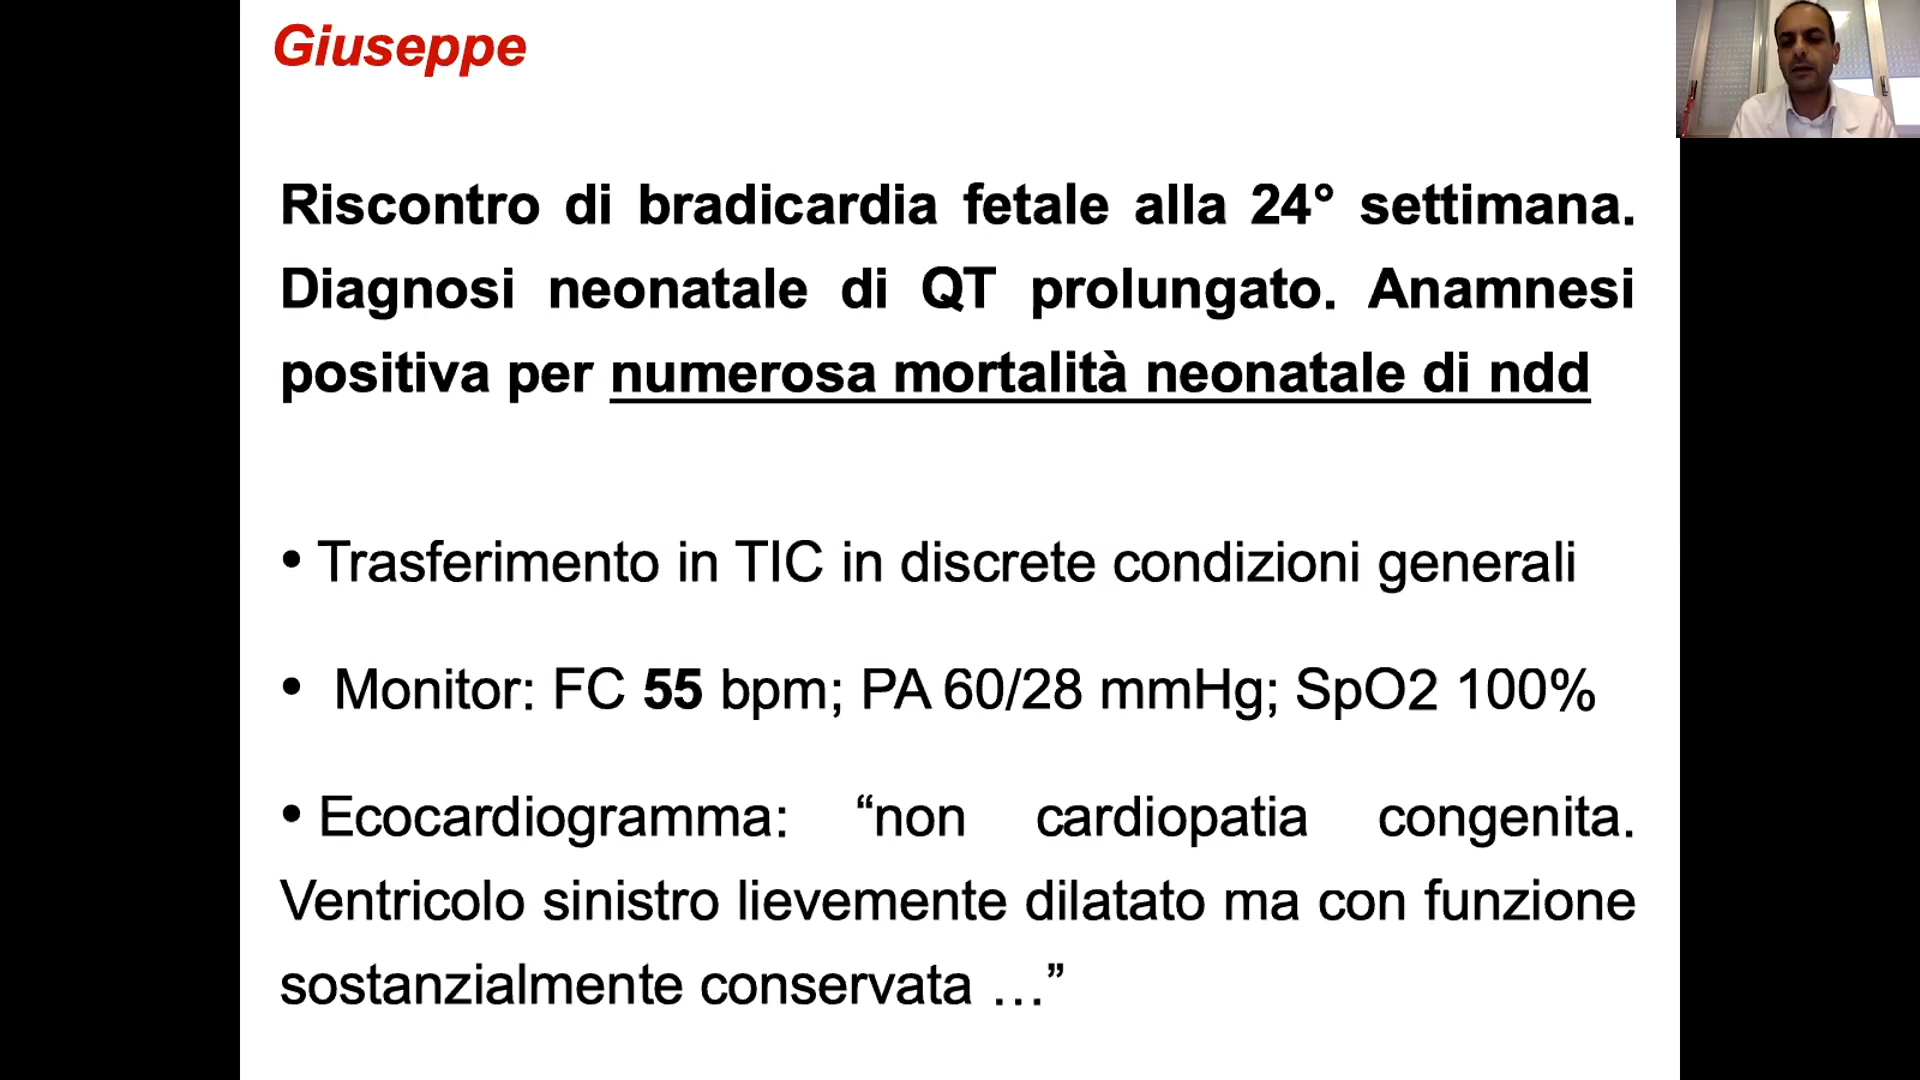 Giuseppe
Riscontro di bradicardia fetale alla 24° settimana.
Diagnosi neonatale di QT prolungato. Anamnesi
positiva per numerosa mortalità neonatale di ndd
• Trasferimento in TIC in discrete condizioni generali
• Monitor: FC 55 bpm; PA 60/28 mmHg; SpO2 100%
• Ecocardiogramma: “non cardiopatia congenita.
Ventricolo sinistro lievemente dilatato ma con funzione
sostanzialmente conservata …”